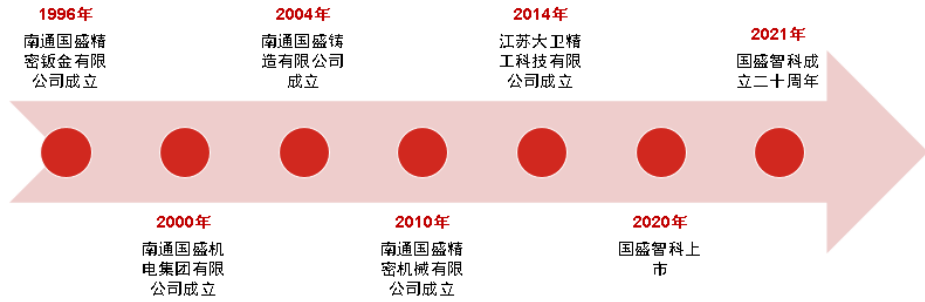 1996年
南通国盛精
密钣金有限
公司成立
2000年
南通国盛机
电集团有限
公司成立
2004年
南通国盛铸
造有限公司
成立
2010年
南通国盛精
密机械有限
公司成立
2014年
江苏大卫精
工科技有限
公司成立
2020年
国盛智科上
市
2021年
国盛智科成
立二十周年